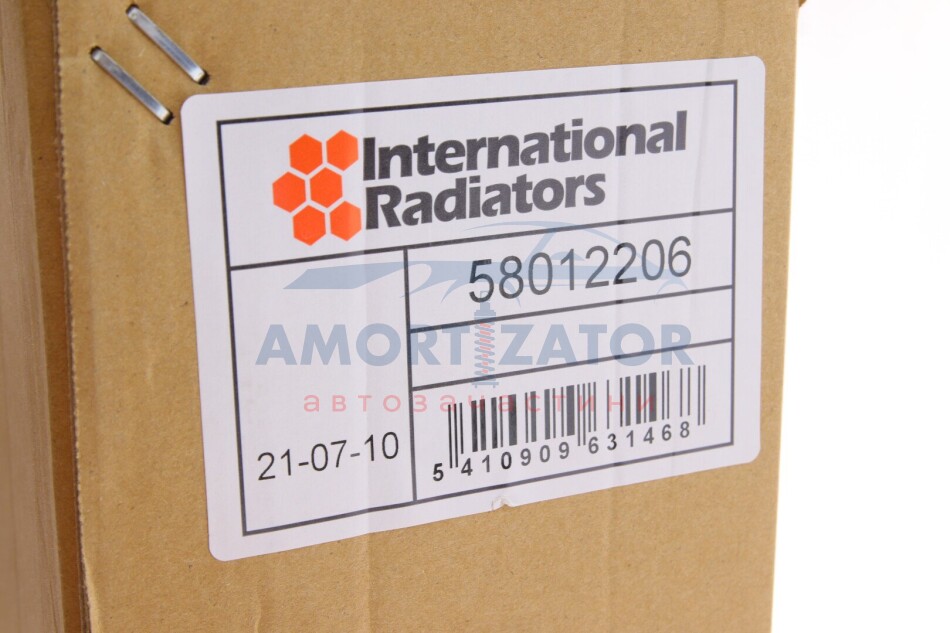 International
Radiators
58012206
AMORTIZATOR
автозапчастини
21-07-10
5 410909 631468